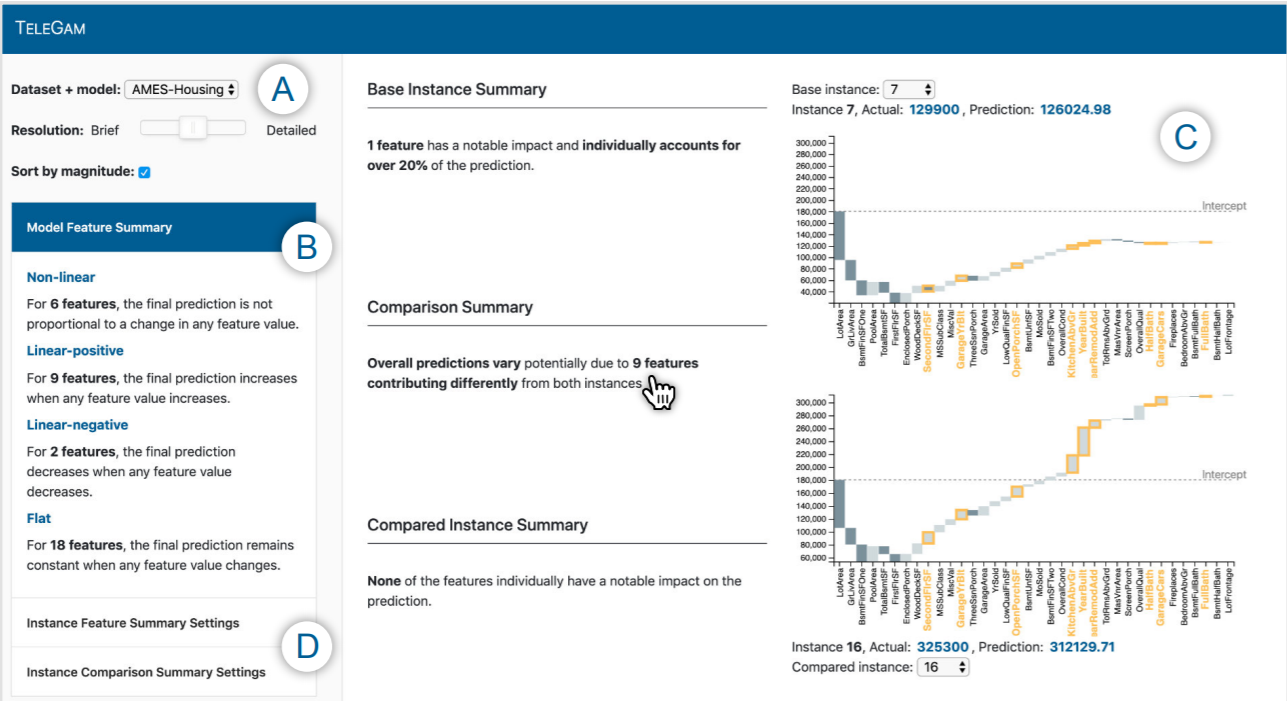 TELEGAM
Dataset + model: AMES-Housing
A
Resolution: Brief Detailed
Sort by magnitude:
Model Feature Summary
B
Non-linear
For 6 features, the final prediction is not
proportional to a change in any feature value.
Linear-positive
For 9 features, the final prediction increases
when any feature value increases.
Linear-negative
For 2 features, the final prediction
decreases when any feature value
decreases.
Flat
For 18 features, the final prediction remains
constant when any feature value changes.
Instance Feature Summary Settings
D
Instance Comparison Summary Settings
Base Instance Summary
1 feature has a notable impact and individually accounts for
over 20% of the prediction.
Comparison Summary
Overall predictions vary potentially due to 9 features
contributing differently from both instances
Compared Instance Summary
None of the features individually have a notable impact on the
prediction.
Base instance: 7
Instance 7, Actual: 129900 , Prediction: 126024.98
C
300,000
280,000
260,000
240,000
220,000
200,000
180,000
160,000
140,000
120,000
100,000
80,000
60,000
40,000
Intercept
LotArea
GrLivArea
BsmtFinSFOne
PoolArea
TotalBsmtSF
FirstFlrSF
EnclosedPorch
WoodDeckSF
SecondFlrSF
MSSubClass
MiscVal
GarageYrBlt
ThreeSsnPorch
GarageArea
YrSold
LowQualFinSF
OpenPorchSF
BsmtUnfSF
MoSold
BsmtFinSFTwo
OverallCond
KitchenAbvGr
YearBuilt
earRemodAdd
TotRmsAbvGrd
MasVnrArea
ScreenPorch
OverallQual
HalfBath
GarageCars
Fireplaces
BedroomAbvGr
BsmtFullBath
FullBath
BsmtHalfBath
LotFrontage
300,000
280,000
260,000
240,000
220,000
200,000
180,000
160,000
140,000
120,000
100,000
80,000
60,000
Intercept
LotArea
GrLivArea
BsmtFinSFOne
PoolArea
TotalBsmtSF
FirstFlrSF
EnclosedPorch
WoodDeckSF
SecondFlrSF
MSSubClass
MiscVal
GarageYrBlt
ThreeSsnPorch
GarageArea
YrSold
LowQualFinSF
OpenPorchSF
BsmtUnfSF
MoSold
BsmtFinSFTwo
OverallCond
KitchenAbvGr
YearBuilt
earRemodAdd
TotRmsAbvGrd
MasVnrArea
ScreenPorch
OverallQual
HalfBath
GarageCars
Fireplaces
BedroomAbvGr
BsmtFullBath
FullBath
BsmtHalfBath
LotFrontage
Instance 16, Actual: 325300 , Prediction: 312129.71
Compared instance: 16